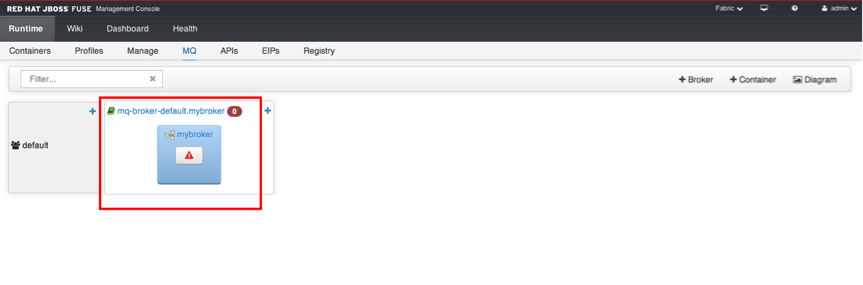 RED HAT JBOSS FUSE Management Console Fabric admin
Runtime Wiki Dashboard Health
Containers Profiles Manage MQ APIs EIPs Registry
Filter... Broker Container Diagram
mq-broker-default.mybroker 0
mybroker
default